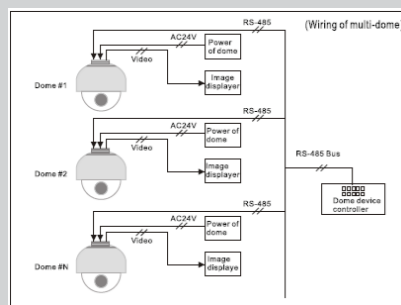 RS-485
(Wiring of multi-dome)
AC24V
Power of dome
Video
Image displayer
Dome #1
RS-485
AC24V
Power of dome
Video
Image displayer
Dome #2
RS-485 Bus
Dome device controller
RS-485
AC24V
Power of dome
Video
Image displaye
Dome #N